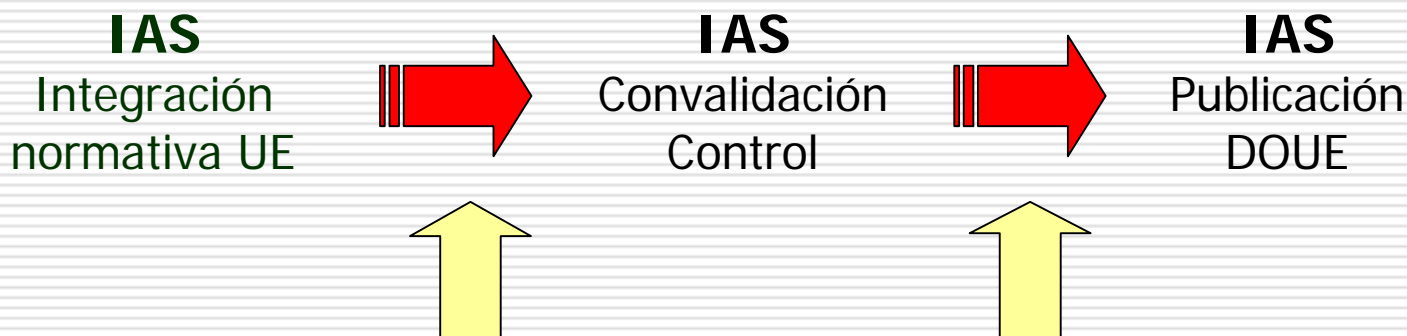 IAS
Integración
normativa UE
IAS
Convalidación
Control
IAS
Publicación
DOUE